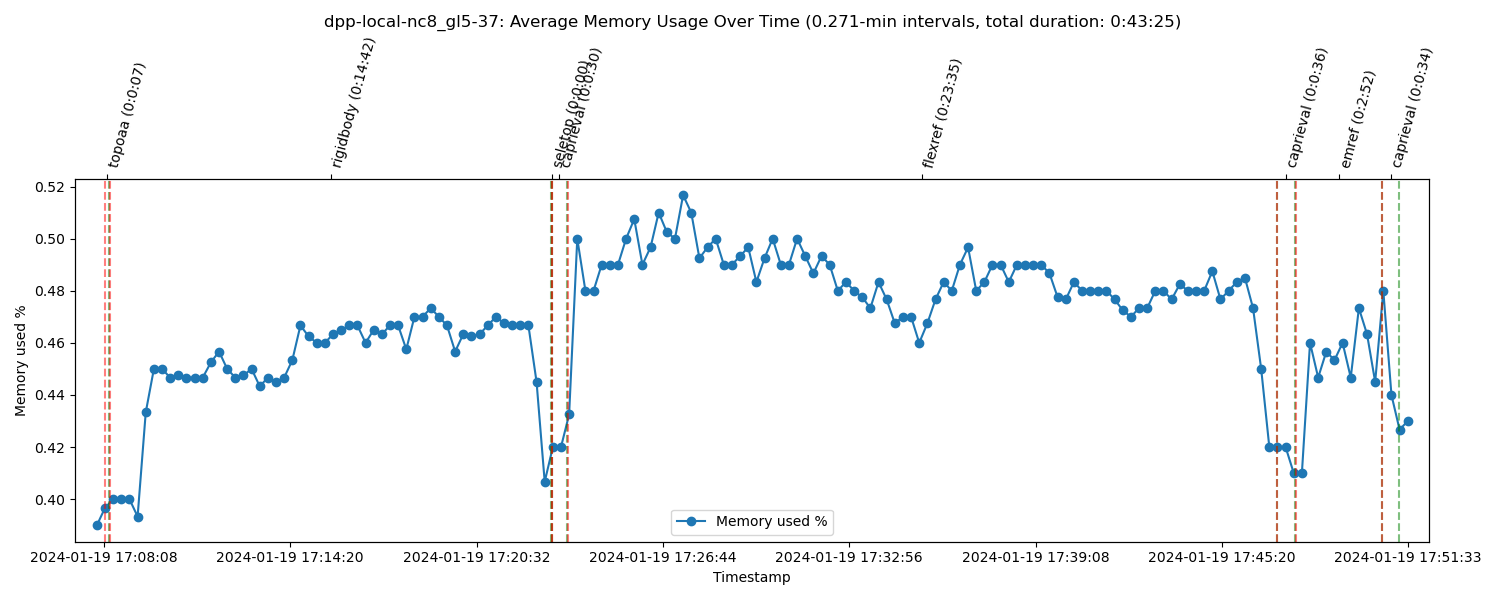 dpp-local-nc8_gl5-37: Average Memory Usage Over Time (0.271-min intervals, total duration: 0:43:25)
topoaa (0:0:07)
rigidbody (0:14:42)
seletop (0:0:00)
caprieval (0:0:30)
flexref (0:23:35)
caprieval (0:0:36)
emref (0:2:52)
caprieval (0:0:34)
Memory used %
0.52
0.50
0.48
0.46
0.44
0.42
0.40
Memory used %
2024-01-19 17:08:08
2024-01-19 17:14:20
2024-01-19 17:20:32
2024-01-19 17:26:44
2024-01-19 17:32:56
2024-01-19 17:39:08
2024-01-19 17:45:20
2024-01-19 17:51:33
Timestamp